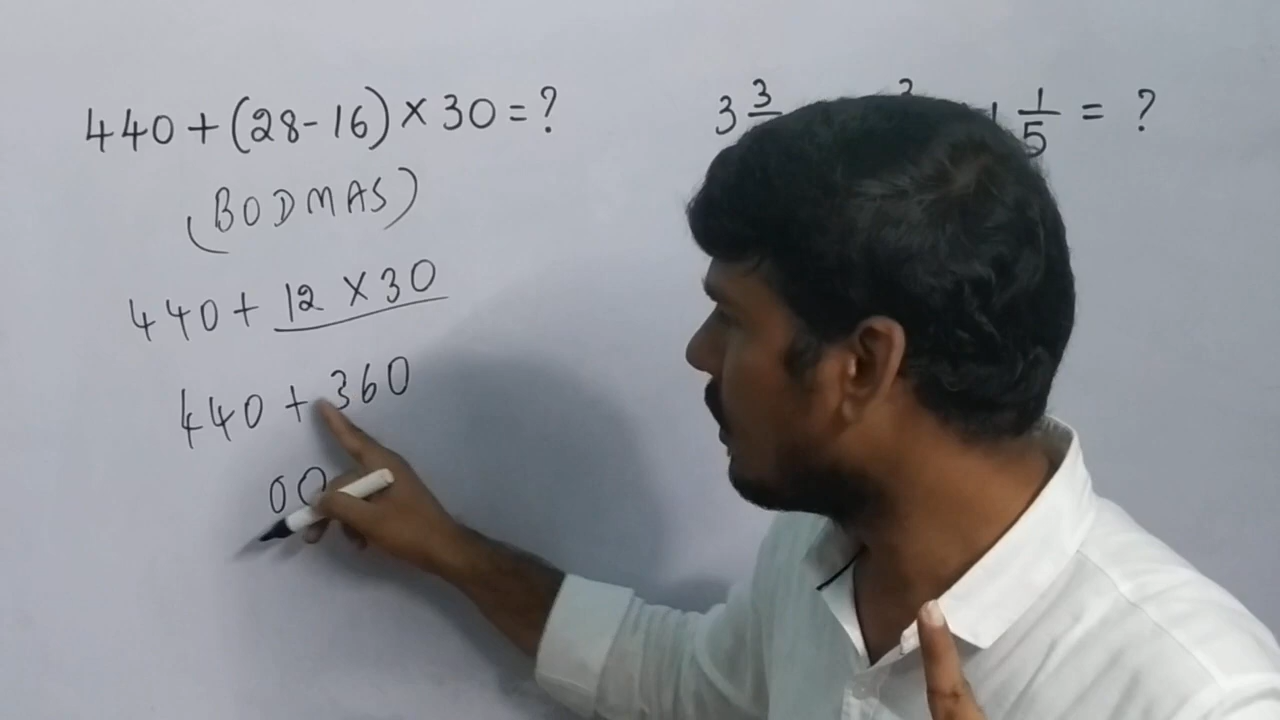 440+(28-16)×30=?
(BODMAS)
440+12×30
440+360
00
3 3
1 1/5 = ?